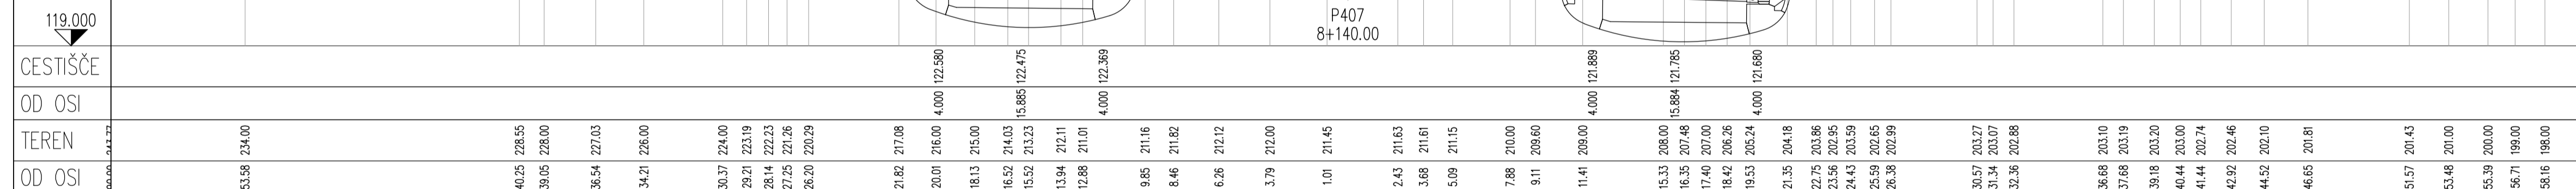 119.000
P407
8+140.00
CESTIŠČE 122.580 122.475 122.369 121.889 121.785 121.680
OD OSI 4.000 15.885 4.000 4.000 15.884 4.000
TEREN 234.00 228.55 228.00 227.03 226.00 224.00 223.19 222.23 221.26 220.29 217.08 216.00 215.00 214.03 213.23 212.11 211.01 211.16 211.82 212.12 212.00 211.45 211.63 211.61 211.15 210.00 209.60 209.00 208.00 207.48 207.00 206.26 205.24 204.18 203.86 202.95 203.59 202.65 202.99 203.27 203.07 202.88 203.10 203.19 203.20 203.00 202.74 202.46 202.10 201.81 201.43 201.00 200.00 199.00 198.00
OD OSI 53.58 40.25 39.05 36.54 34.21 30.37 29.21 28.14 27.25 26.20 21.82 20.01 18.13 16.52 15.52 13.94 12.88 9.85 8.46 6.26 3.79 1.01 2.43 3.68 5.09 7.88 9.11 11.41 15.33 16.35 17.40 18.42 19.53 21.35 22.75 23.56 24.43 25.59 26.38 30.57 31.34 32.36 36.68 37.68 39.18 40.44 41.44 42.92 44.52 46.65 51.57 53.48 55.39 56.71 58.16